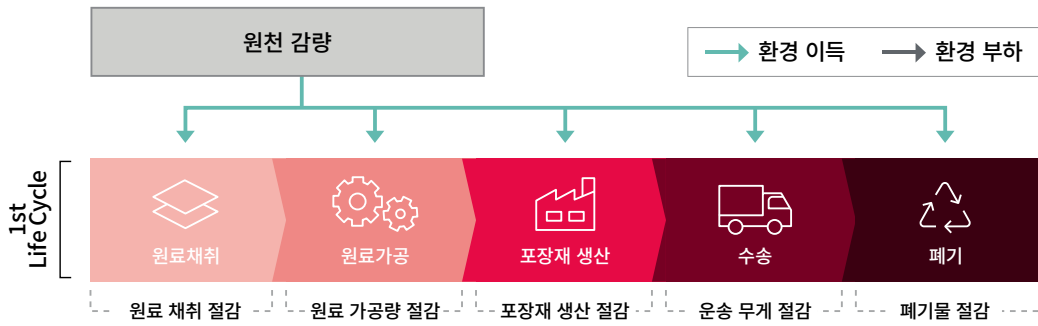 원천 감량
환경 이득
환경 부하
1st
LifeCycle
원료채취
원료가공
포장재 생산
수송
폐기
원료 채취 절감
원료 가공량 절감
포장재 생산 절감
운송 무게 절감
폐기물 절감